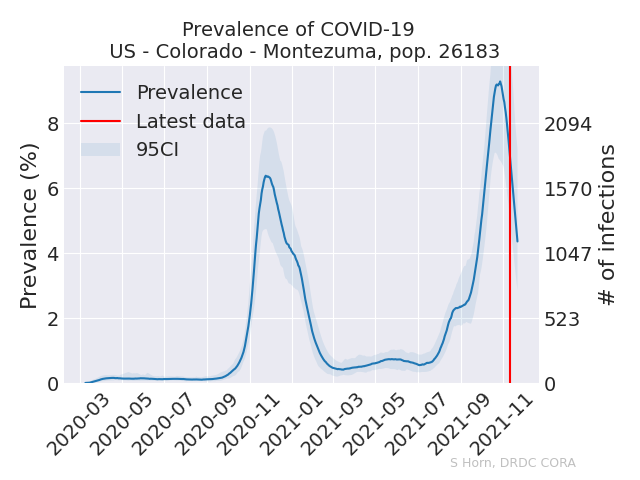 Prevalence of COVID-19
US - Colorado - Montezuma, pop. 26183
Prevalence
Latest data
95CI
Prevalence (%)
8
6
4
2
0
2094
1570
1047
523
0
# of infections
2020-03
2020-05
2020-07
2020-09
2020-11
2021-01
2021-03
2021-05
2021-07
2021-09
2021-11
S Horn, DRDC CORA